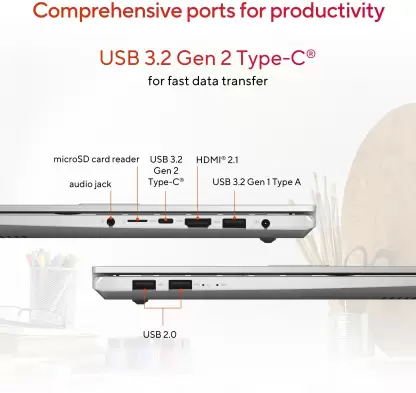 Comprehensive ports for productivity
USB 3.2 Gen 2 Type-C®
for fast data transfer
microSD card reader
USB 3.2
Gen 2
Type-C®
HDMI® 2.1
audio jack
USB 3.2 Gen 1 Type A
USB 2.0